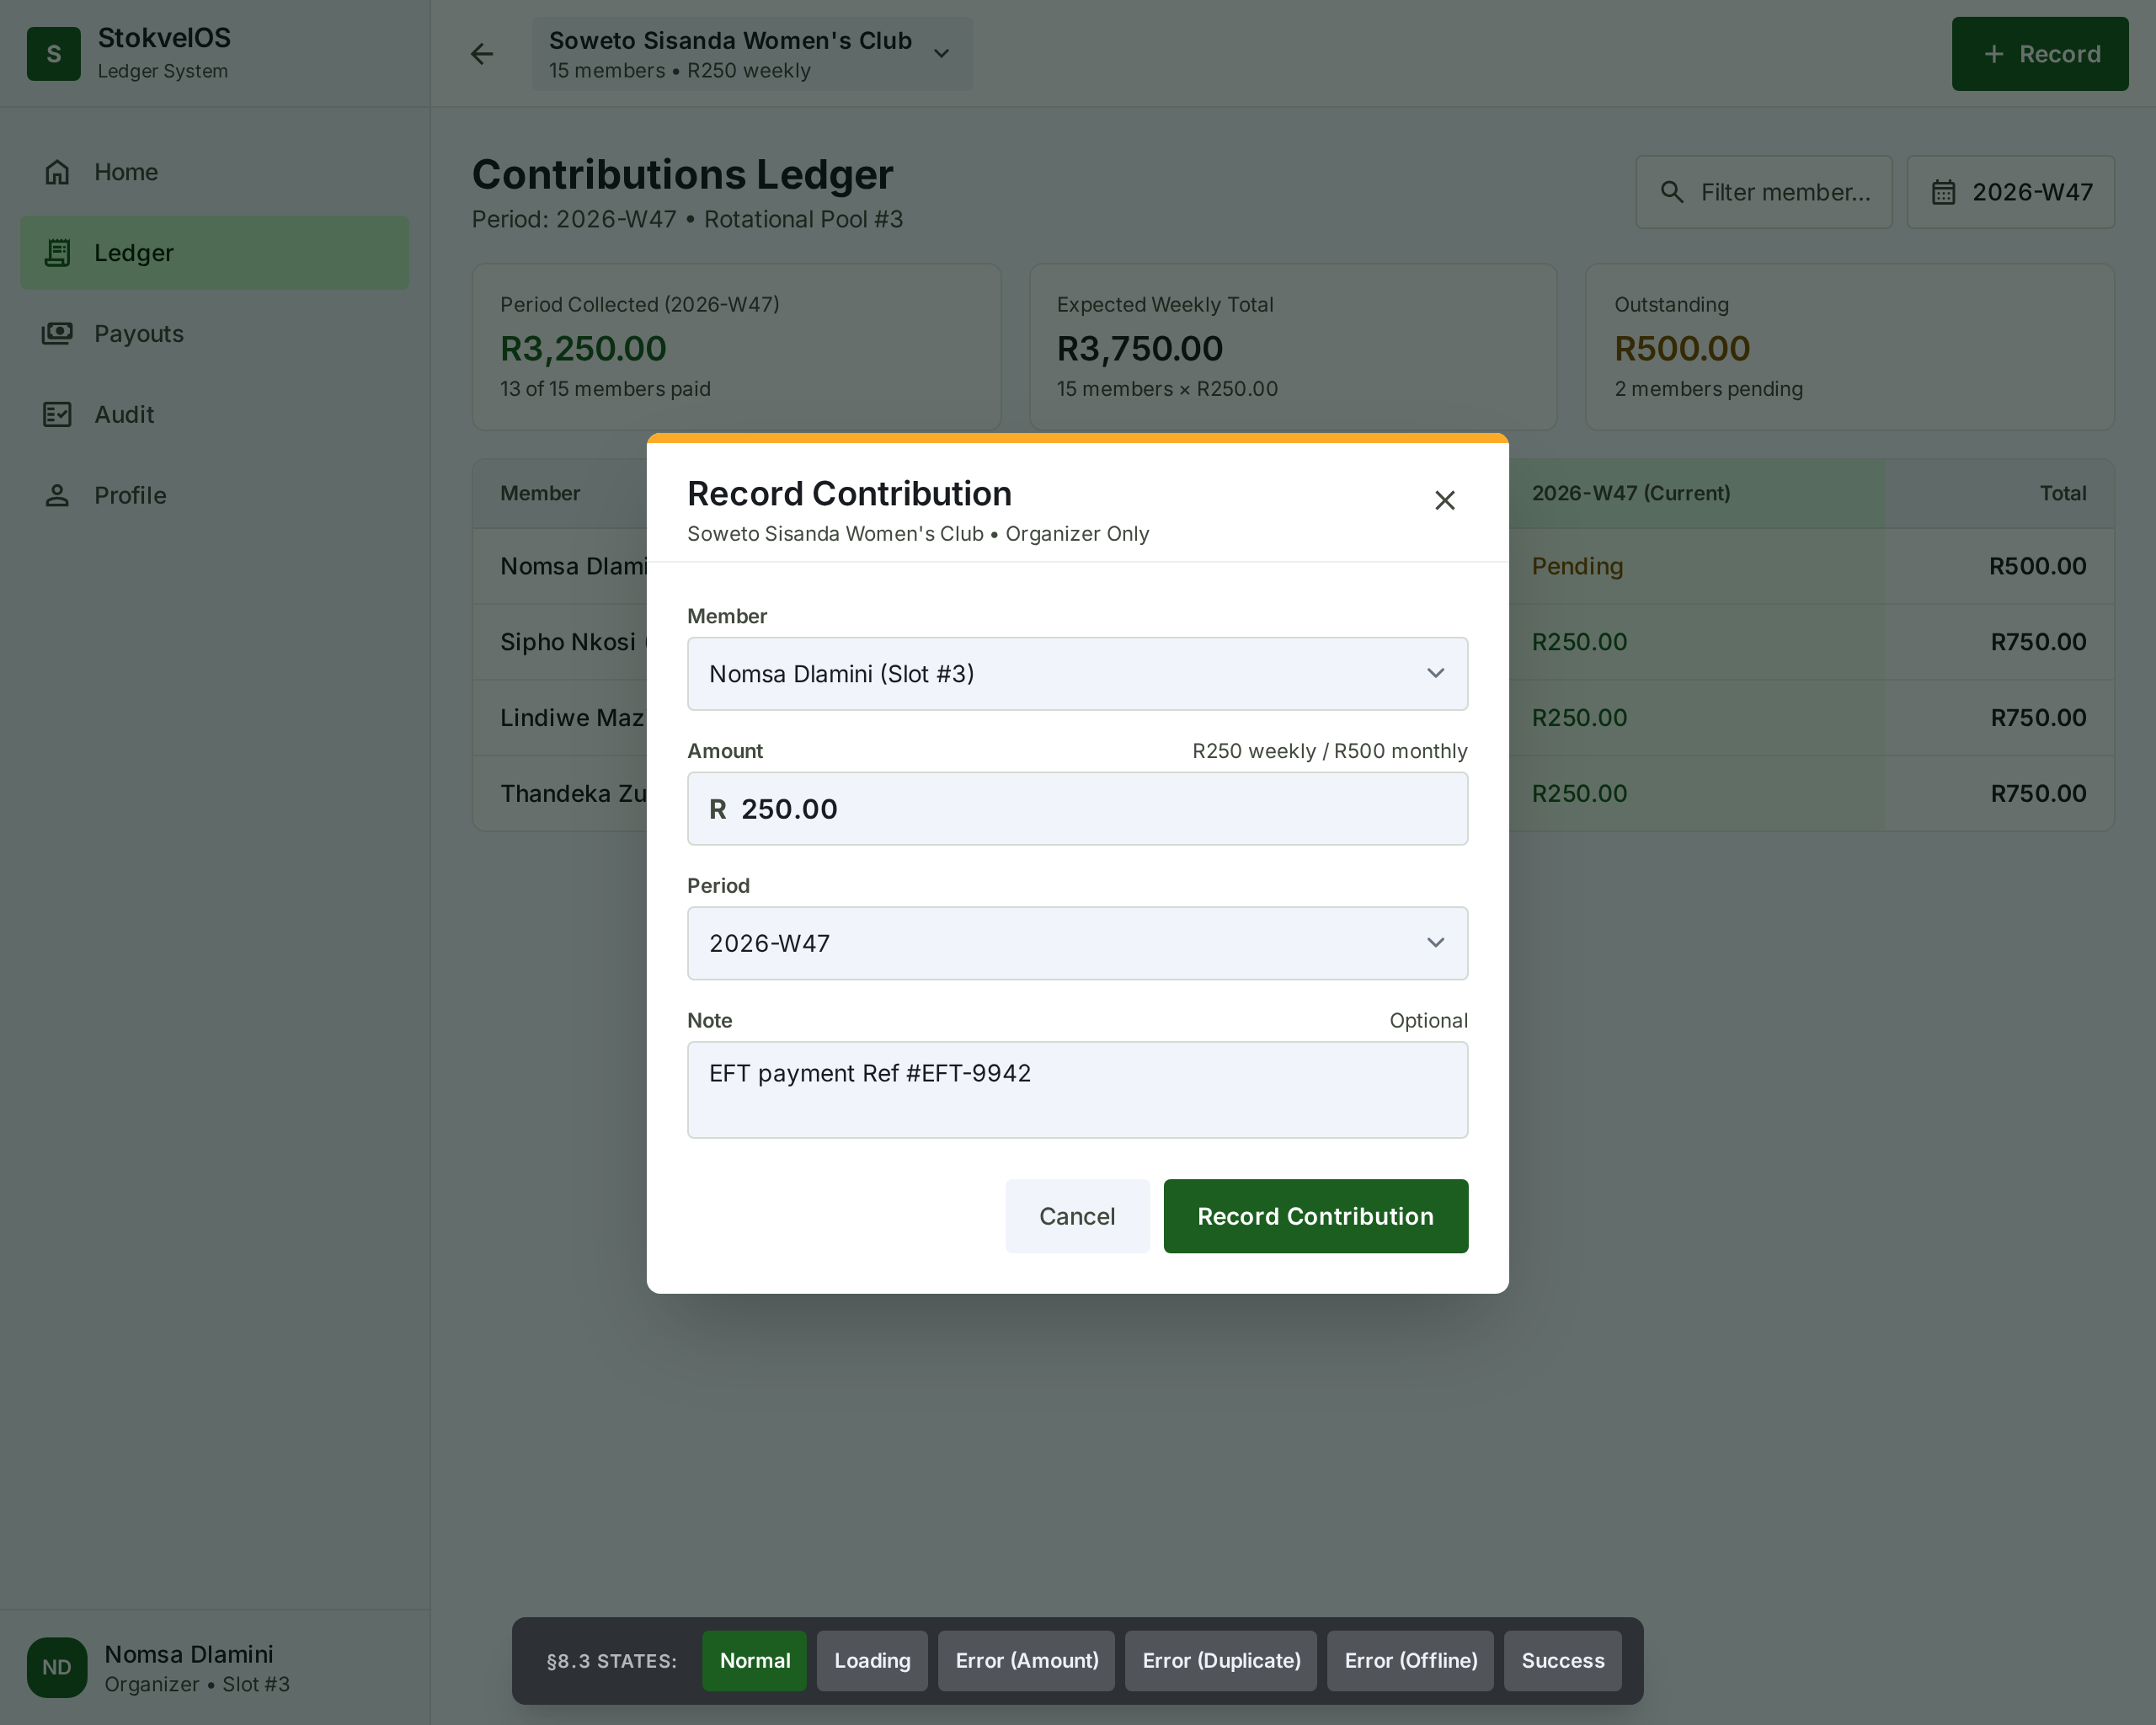 S
StokvelOS
Ledger System
Home
Ledger
Payouts
Audit
Profile
ND
Nomsa Dlamini
Organizer • Slot #3
Soweto Sisanda Women's Club
15 members • R250 weekly
Record
Contributions Ledger
Period: 2026-W47 • Rotational Pool #3
Filter member...
2026-W47
Period Collected (2026-W47)
R3,250.00
13 of 15 members paid
Expected Weekly Total
R3,750.00
15 members × R250.00
Outstanding
R500.00
2 members pending
Member 2026-W47 (Current) Total
Nomsa Dlami Pending R500.00
Sipho Nkosi R250.00 R750.00
Lindiwe Maz R250.00 R750.00
Thandeka Zu R250.00 R750.00
Record Contribution
Soweto Sisanda Women's Club • Organizer Only
Member
Nomsa Dlamini (Slot #3)
Amount R250 weekly / R500 monthly
R 250.00
Period
2026-W47
Note Optional
EFT payment Ref #EFT-9942
Cancel Record Contribution
§8.3 STATES: Normal Loading Error (Amount) Error (Duplicate) Error (Offline) Success